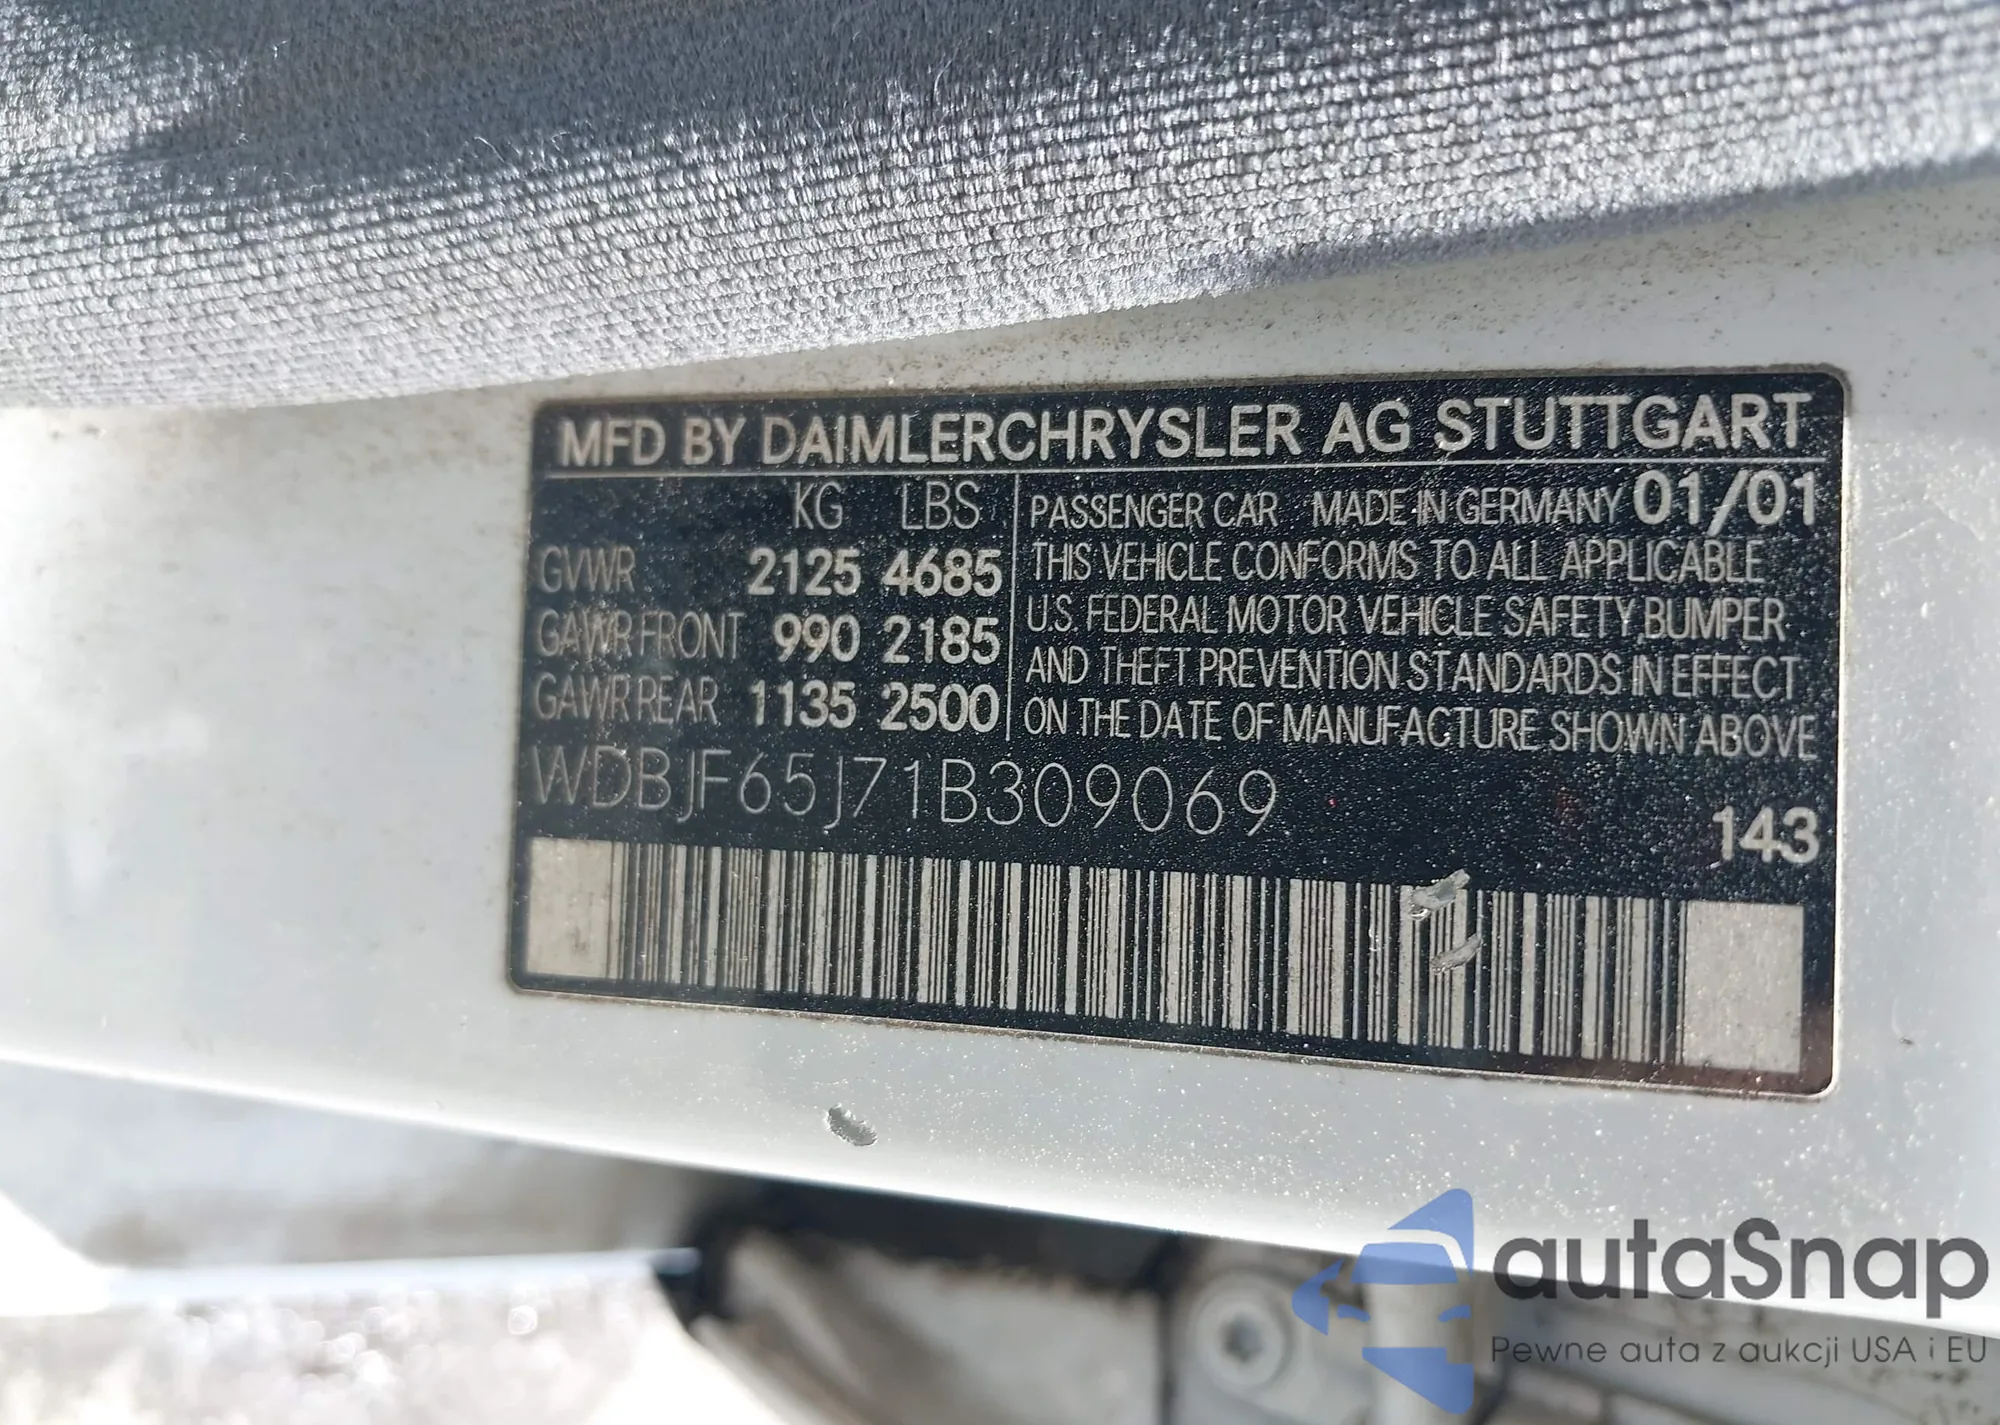 MFD BY DAIMLERCHRYSLER AG STUTTGART
KG LBS
GVWR 2125 4685
GAWR FRONT 990 2185
GAWR REAR 1135 2500
PASSENGER CAR MADE IN GERMANY 01/01
THIS VEHICLE CONFORMS TO ALL APPLICABLE
U.S. FEDERAL MOTOR VEHICLE SAFETY, BUMPER
AND THEFT PREVENTION STANDARDS IN EFFECT
ON THE DATE OF MANUFACTURE SHOWN ABOVE
WDBJF65J71B309069
143
autaSnap
Pewne auta z aukcji USA i EU